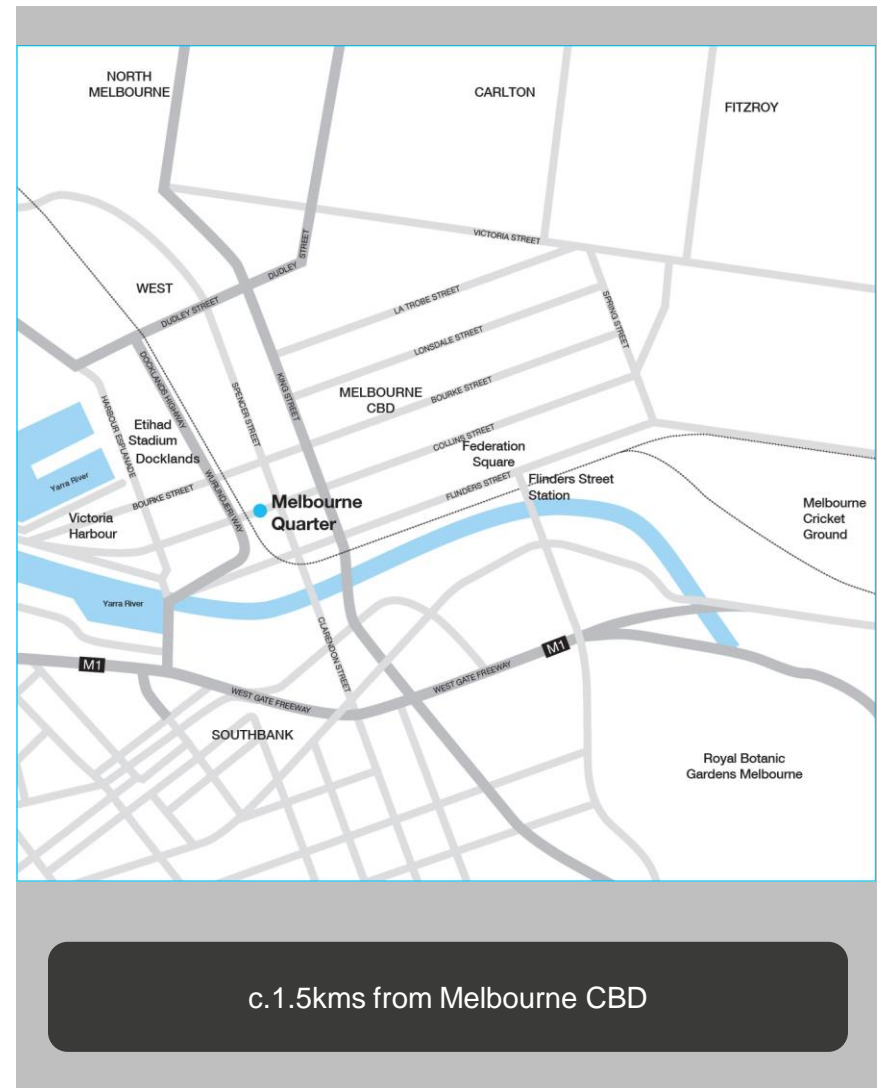 NORTH
MELBOURNE
CARLTON
FITZROY
VICTORIA STREET
DUDLEY STREET
WEST
DUDLEY STREET
LA TROBE STREET
SPRING STREET
LONSDALE STREET
DOCKLANDS HIGHWAY
KING STREET
SPENCER STREET
MELBOURNE
CBD
BOURKE STREET
HARBOUR ESPLANADE
Etihad
Stadium
Docklands
COLLINS STREET
Federation
Square
Yarra River
BOURKE STREET
WURUNDJERI WAY
FLINDERS STREET
Flinders Street
Station
Melbourne
Quarter
Victoria
Harbour
Melbourne
Cricket
Ground
Yarra River
CLARENDON STREET
M1
M1
WEST GATE FREEWAY
WEST GATE FREEWAY
SOUTHBANK
Royal Botanic
Gardens Melbourne
c.1.5kms from Melbourne CBD